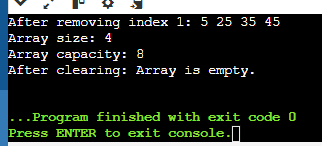 After removing index 1: 5 25 35 45
Array size: 4
Array capacity: 8
After clearing: Array is empty.
...Program finished with exit code 0
Press ENTER to exit console.